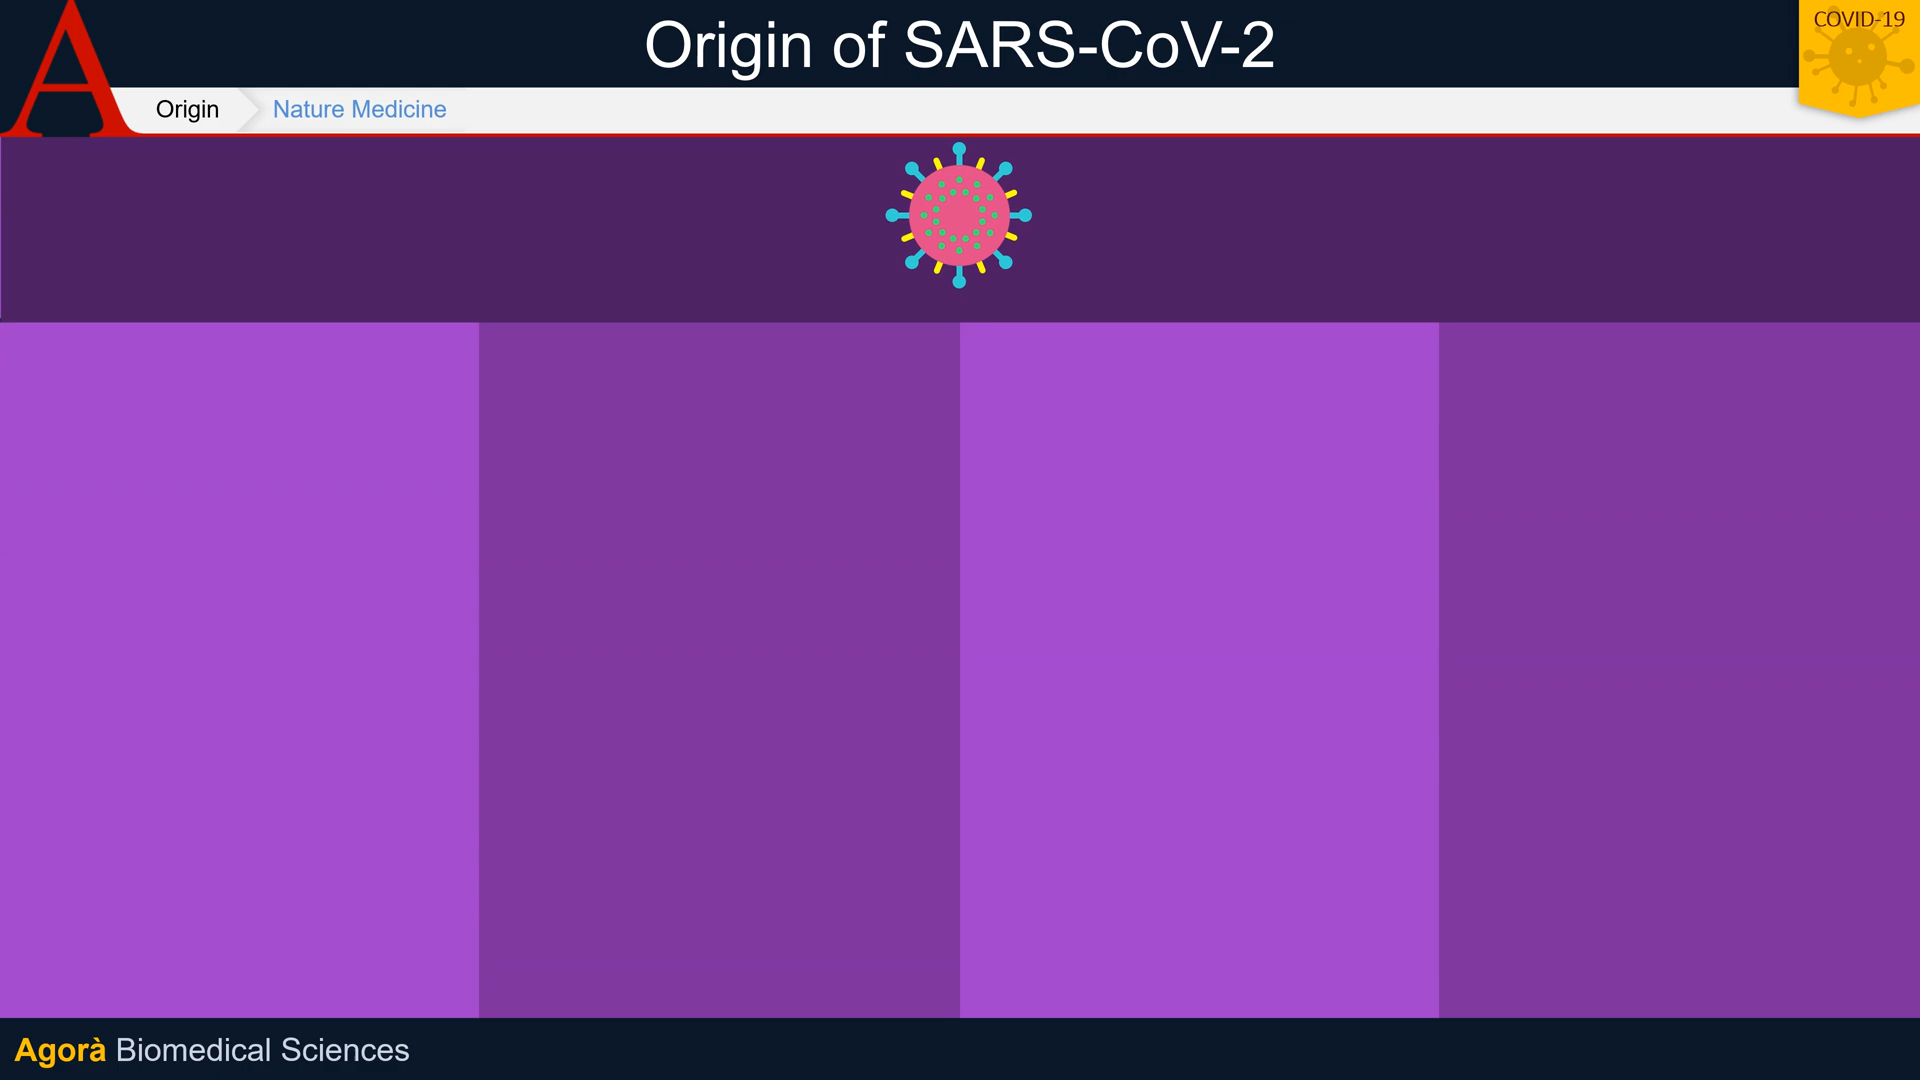 Origin of SARS-CoV-2
COVID-19
A
Origin
Nature Medicine
Agorà Biomedical Sciences